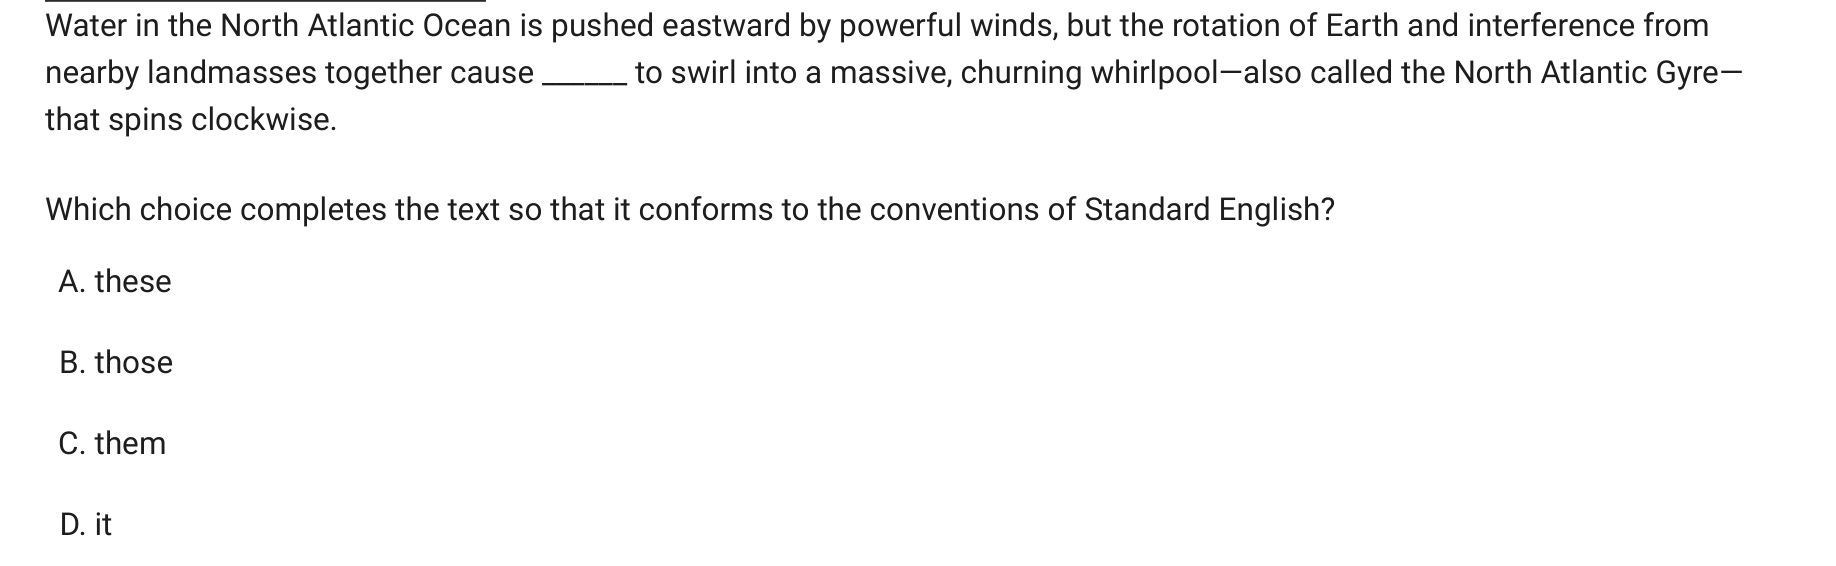 Water in the North Atlantic Ocean is pushed eastward by powerful winds, but the rotation of Earth and interference from
nearby landmasses together cause ______ to swirl into a massive, churning whirlpool—also called the North Atlantic Gyre—
that spins clockwise.
Which choice completes the text so that it conforms to the conventions of Standard English?
A. these
B. those
C. them
D. it